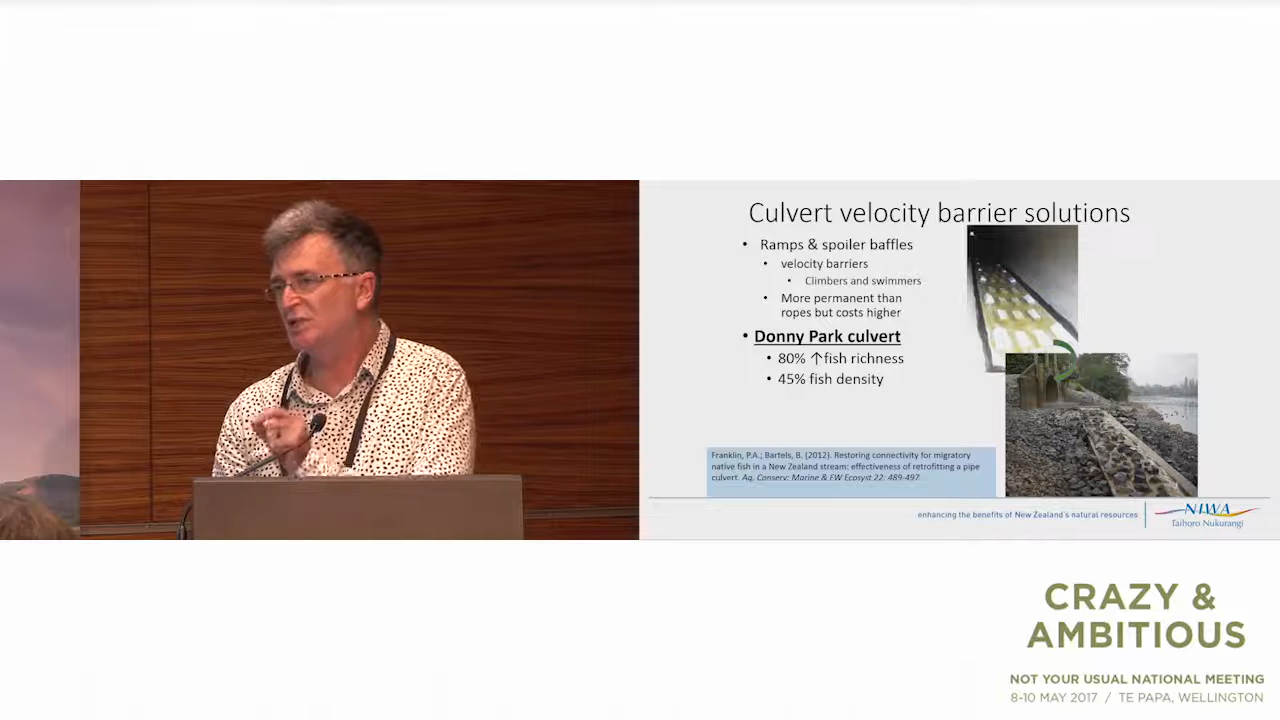 Culvert velocity barrier solutions
• Ramps & spoiler baffles
• velocity barriers
• Climbers and swimmers
• More permanent than
ropes but costs higher
• Donny Park culvert
• 80% ↑fish richness
• 45% fish density
Franklin, P.A.; Bartels, B. (2012). Restoring connectivity for migratory
native fish in a New Zealand stream: effectiveness of retrofitting a pipe
culvert. Aq. Conserv: Marine & FW Ecosyst 22: 489-497.
enhancing the benefits of New Zealand's natural resources
NIWA
Taihoro Nukurangi
CRAZY &
AMBITIOUS
NOT YOUR USUAL NATIONAL MEETING
8-10 MAY 2017 / TE PAPA, WELLINGTON